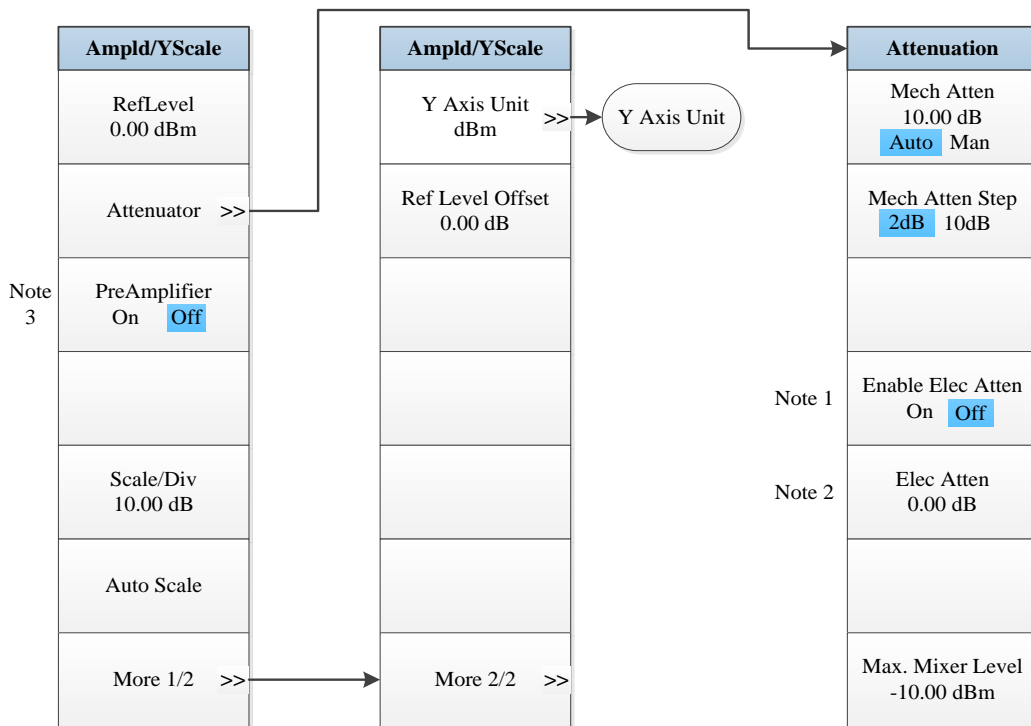 Ampld/YScale
RefLevel
0.00 dBm
Attenuator >>
Note
3
PreAmplifier
On Off
Scale/Div
10.00 dB
Auto Scale
More 1/2 >>
Ampld/YScale
Y Axis Unit
dBm
>>
Y Axis Unit
Ref Level Offset
0.00 dB
More 2/2 >>
Attenuation
Mech Atten
10.00 dB
Auto Man
Mech Atten Step
2dB 10dB
Note 1
Enable Elec Atten
On Off
Note 2
Elec Atten
0.00 dB
Max. Mixer Level
-10.00 dBm